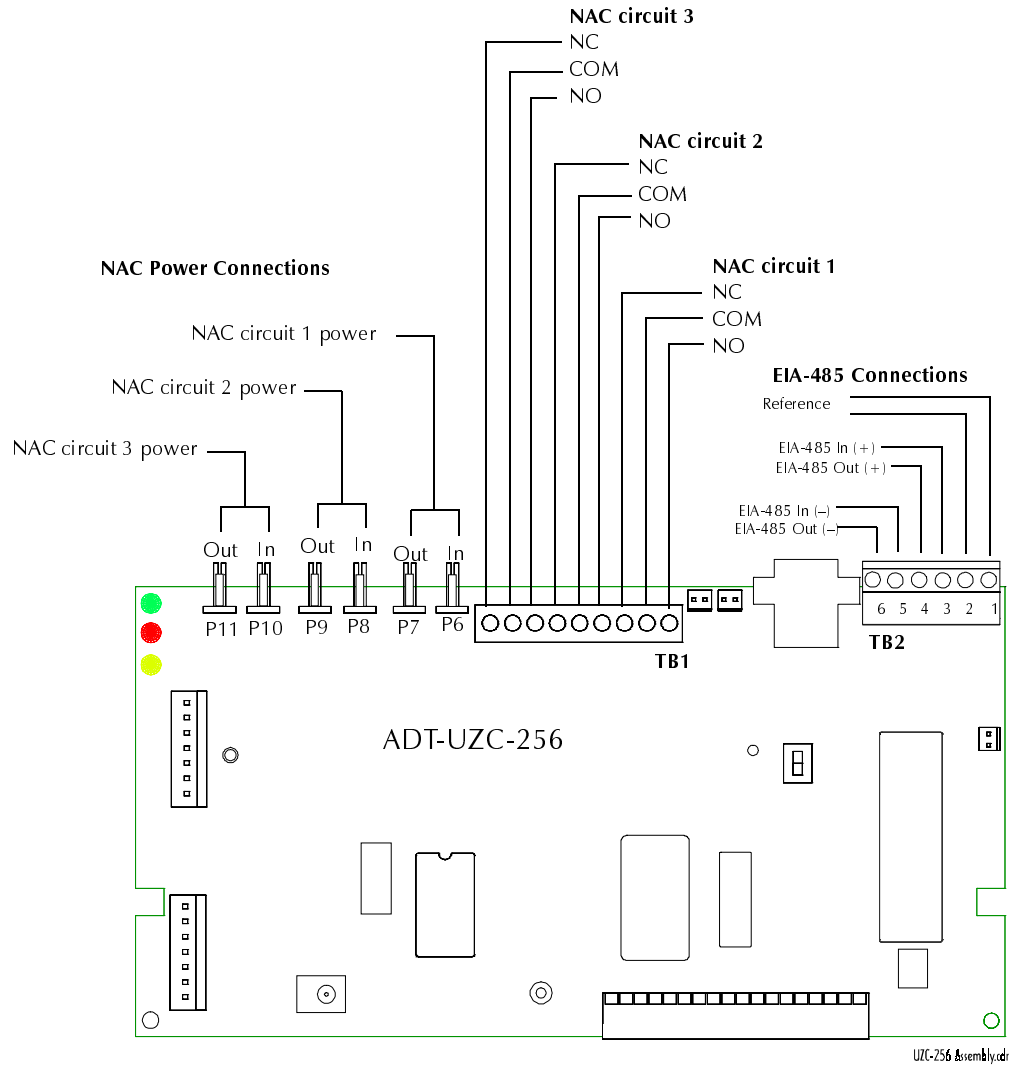 NAC circuit 3
NC
COM
NO
NAC circuit 2
NC
COM
NO
NAC Power Connections
NAC circuit 1
NC
COM
NO
NAC circuit 1 power
NAC circuit 2 power
NAC circuit 3 power
EIA-485 Connections
Reference
EIA-485 In (+)
EIA-485 Out (+)
EIA-485 In (–)
EIA-485 Out (–)
Out In Out In Out In
P11 P10 P9 P8 P7 P6
6 5 4 3 2 1
TB1
TB2
ADT-UZC-256
UZC-256 Assembly.cdr